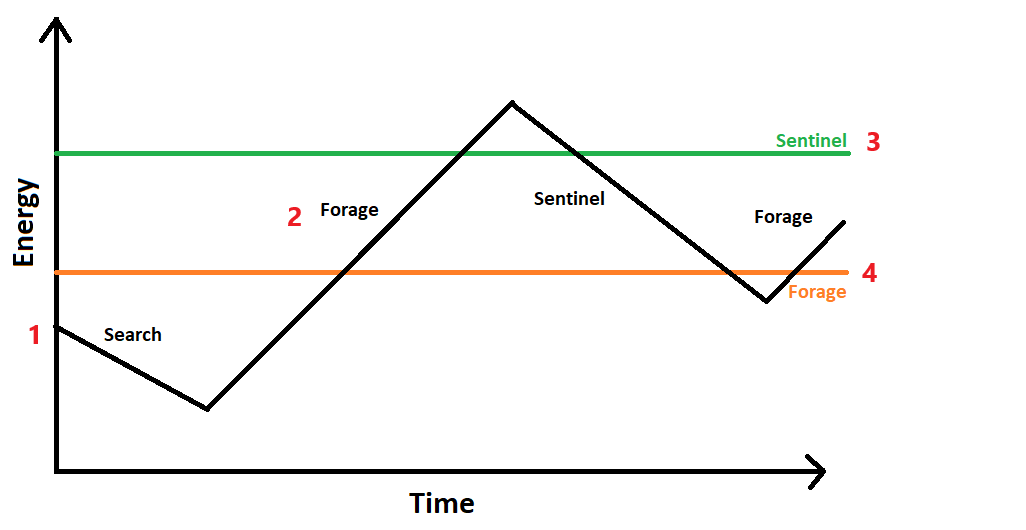 Sentinel 3
Energy
2 Forage
Sentinel
Forage
4
Forage
1
Search
Time